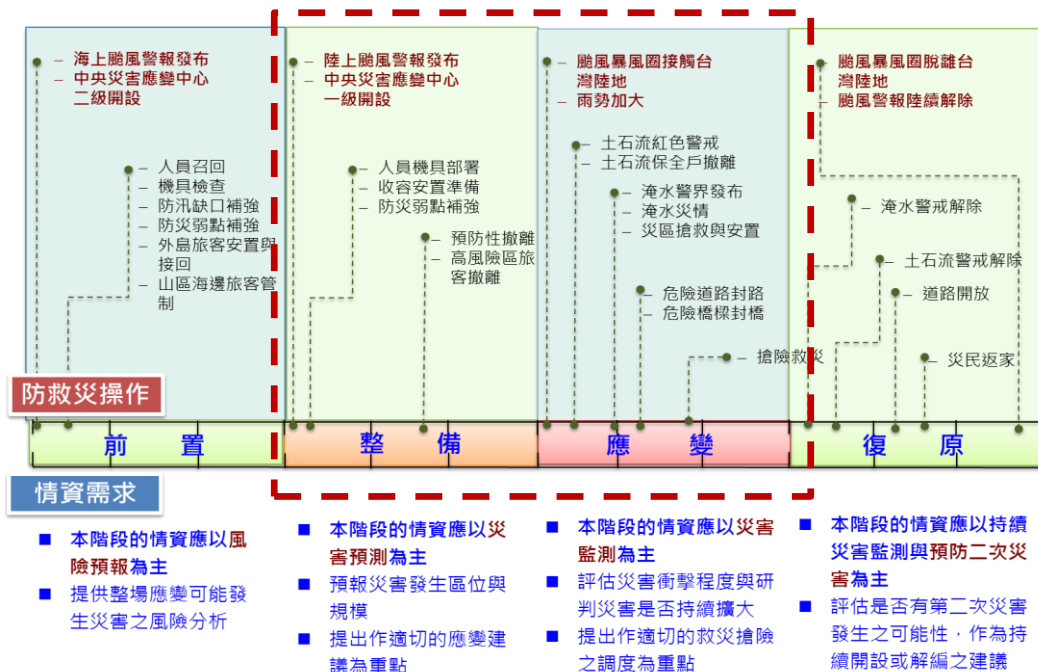 – 海上颱風警報發布
– 中央災害應變中心
二級開設
– 人員召回
– 機具檢查
– 防汛缺口補強
– 防災弱點補強
– 外島旅客安置與
接回
– 山區海邊旅客管
制
– 陸上颱風警報發布
– 中央災害應變中心
一級開設
– 人員機具部署
– 收容安置準備
– 防災弱點補強
– 預防性撤離
– 高風險區旅
客撤離
– 颱風暴風圈接觸台
灣陸地
– 雨勢加大
– 土石流紅色警戒
– 土石流保全戶撤離
– 淹水警界發布
– 淹水災情
– 災區搶救與安置
– 危險道路封路
– 危險橋樑封橋
– 搶險救災
– 颱風暴風圈脫離台
灣陸地
– 颱風警報陸續解除
– 淹水警戒解除
– 土石流警戒解除
– 道路開放
– 災民返家
防救災操作
前 置
整 備
應 變
復 原
情資需求
■ 本階段的情資應以風
險預報為主
■ 提供整場應變可能發
生災害之風險分析
■ 本階段的情資應以災
害預測為主
■ 預報災害發生區位與
規模
■ 提出作適切的應變建
議為重點
■ 本階段的情資應以災害
監測為主
■ 評估災害衝擊程度與研
判災害是否持續擴大
■ 提出作適切的救災搶險
之調度為重點
■ 本階段的情資應以持續
災害監測與預防二次災
害為主
■ 評估是否有第二次災害
發生之可能性，作為持
續開設或解編之建議